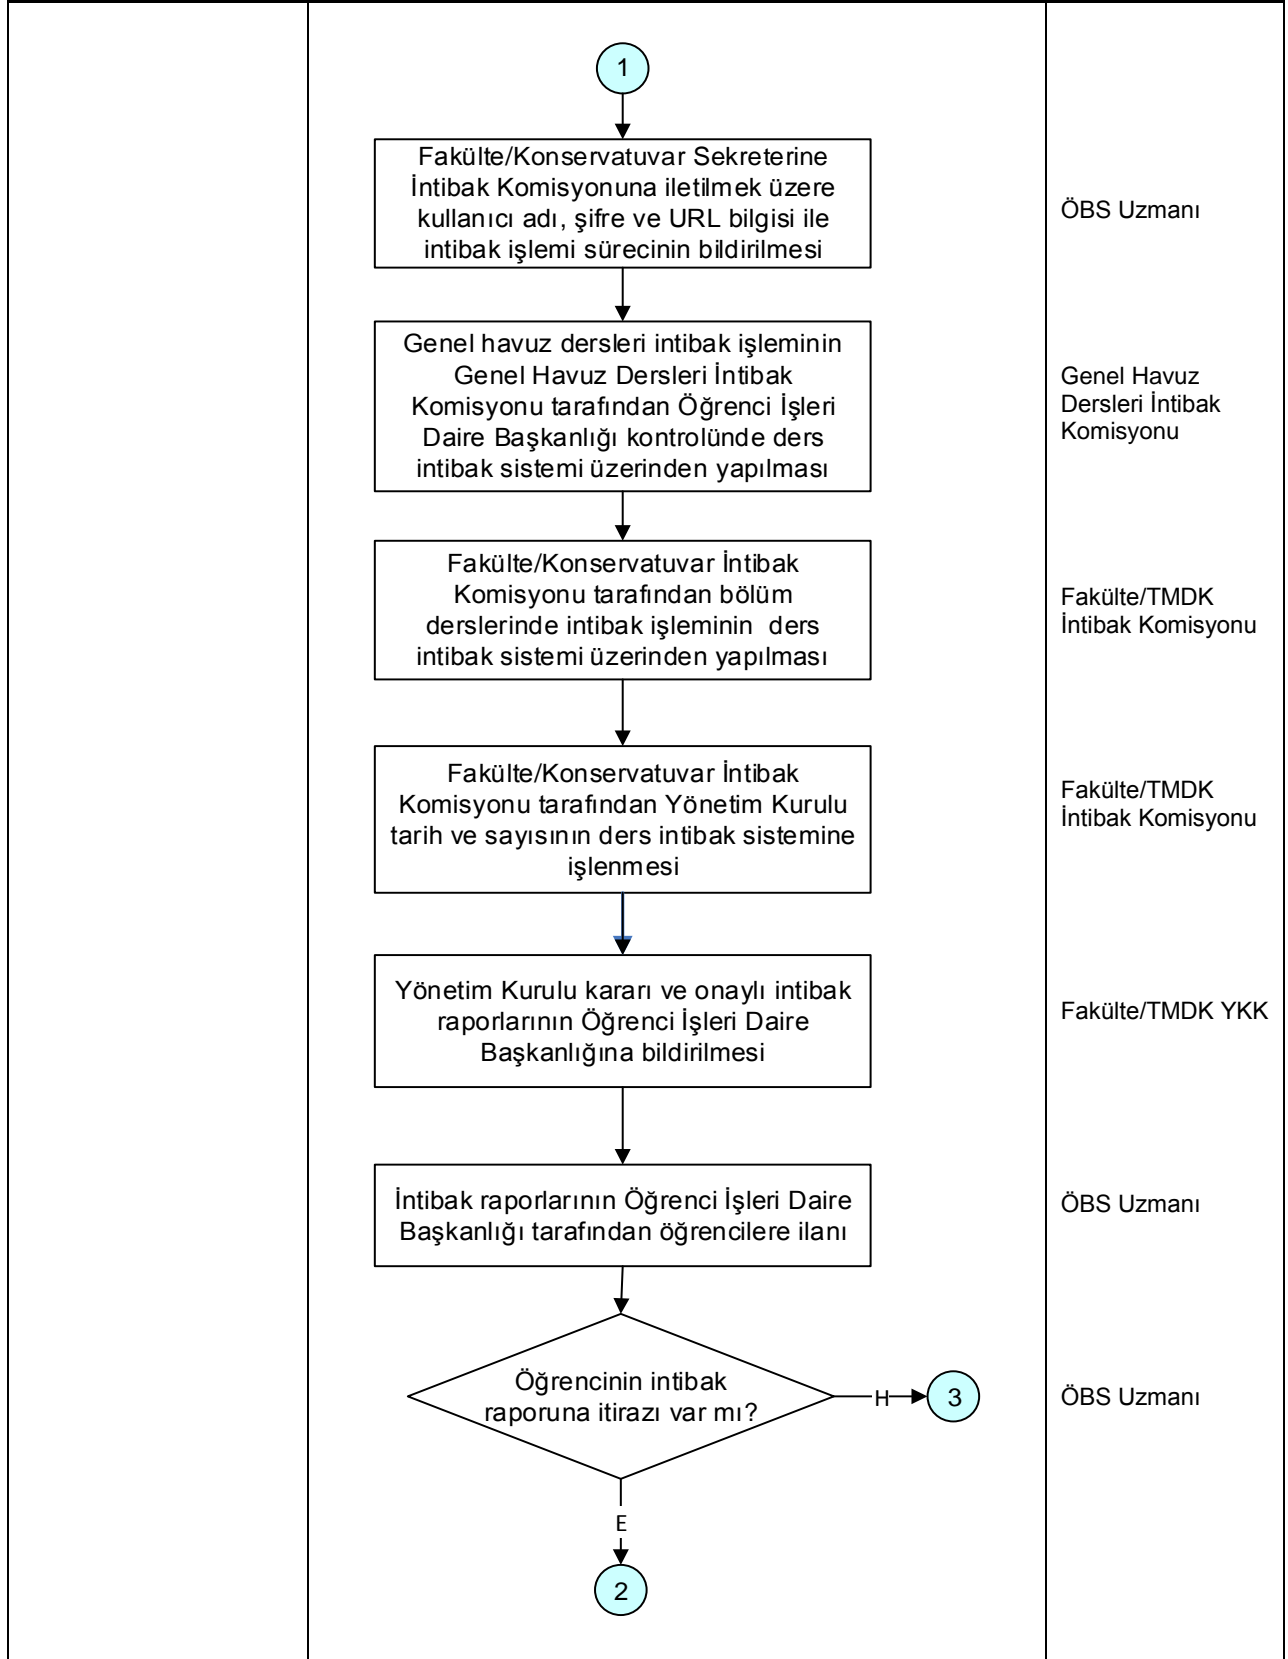 1
Fakülte/Konservatuvar Sekreterine
İntibak Komisyonuna iletilmek üzere
kullanıcı adı, şifre ve URL bilgisi ile
intibak işlemi sürecinin bildirilmesi
ÖBS Uzmanı
Genel havuz dersleri intibak işleminin
Genel Havuz Dersleri İntibak
Komisyonu tarafından Öğrenci İşleri
Daire Başkanlığı kontrolünde ders
intibak sistemi üzerinden yapılması
Genel Havuz
Dersleri İntibak
Komisyonu
Fakülte/Konservatuvar İntibak
Komisyonu tarafından bölüm
derslerinde intibak işleminin  ders
intibak sistemi üzerinden yapılması
Fakülte/TMDK
İntibak Komisyonu
Fakülte/Konservatuvar İntibak
Komisyonu tarafından Yönetim Kurulu
tarih ve sayısının ders intibak sistemine
işlenmesi
Fakülte/TMDK
İntibak Komisyonu
Yönetim Kurulu kararı ve onaylı intibak
raporlarının Öğrenci İşleri Daire
Başkanlığına bildirilmesi
Fakülte/TMDK YKK
İntibak raporlarının Öğrenci İşleri Daire
Başkanlığı tarafından öğrencilere ilanı
ÖBS Uzmanı
Öğrencinin intibak
raporuna itirazı var mı?
H
3
ÖBS Uzmanı
E
2